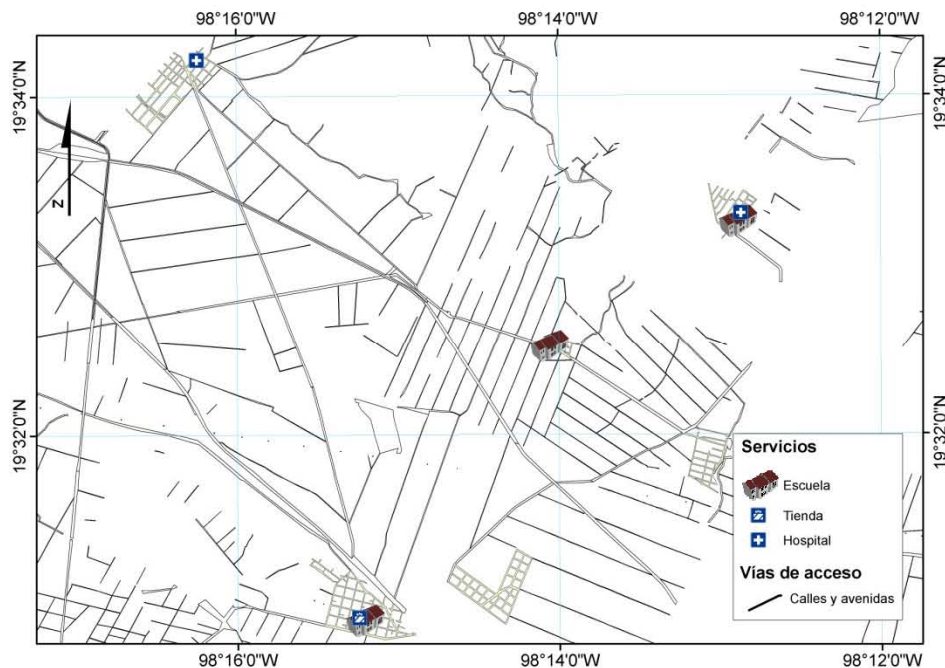 98°16'0"W 98°14'0"W 98°12'0"W
19°34'0"N 19°34'0"N
N
19°32'0"N 19°32'0"N
Servicios
Escuela
Tienda
Hospital
Vías de acceso
Calles y avenidas
98°16'0"W 98°14'0"W 98°12'0"W